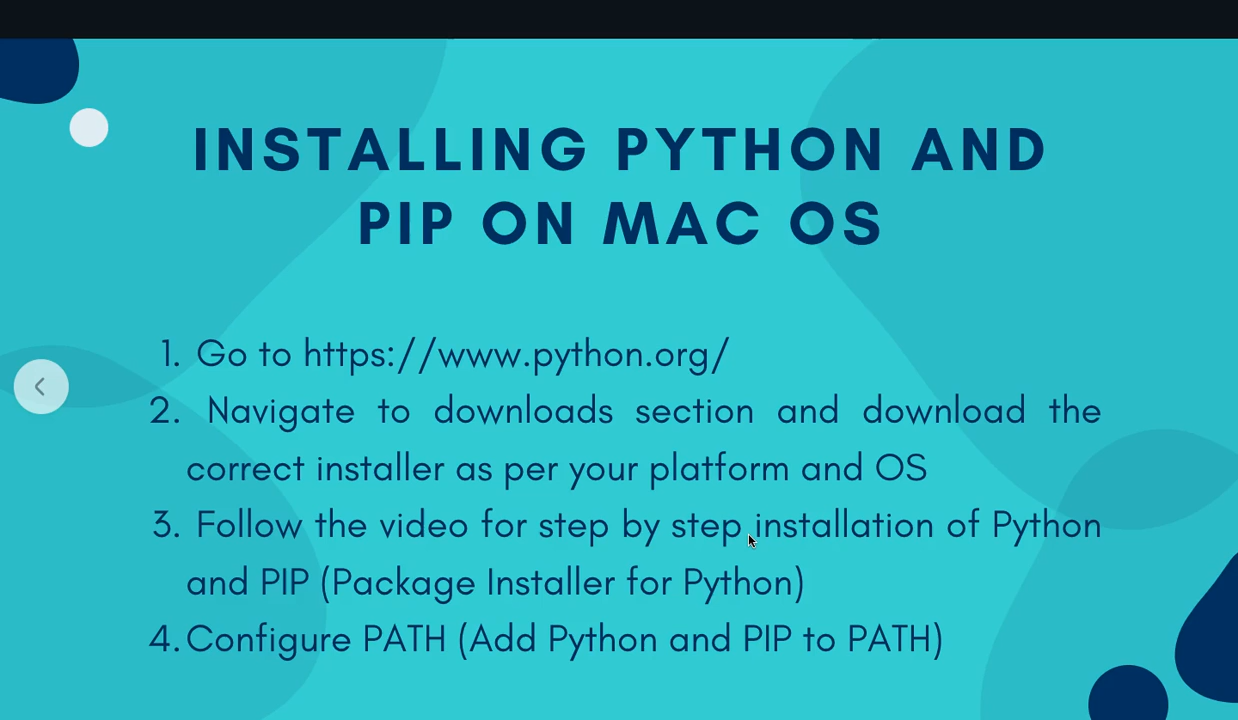 INSTALLING PYTHON AND
PIP ON MAC OS
1. Go to https://www.python.org/
2. Navigate to downloads section and download the
correct installer as per your platform and OS
3. Follow the video for step by step installation of Python
and PIP (Package Installer for Python)
4. Configure PATH (Add Python and PIP to PATH)